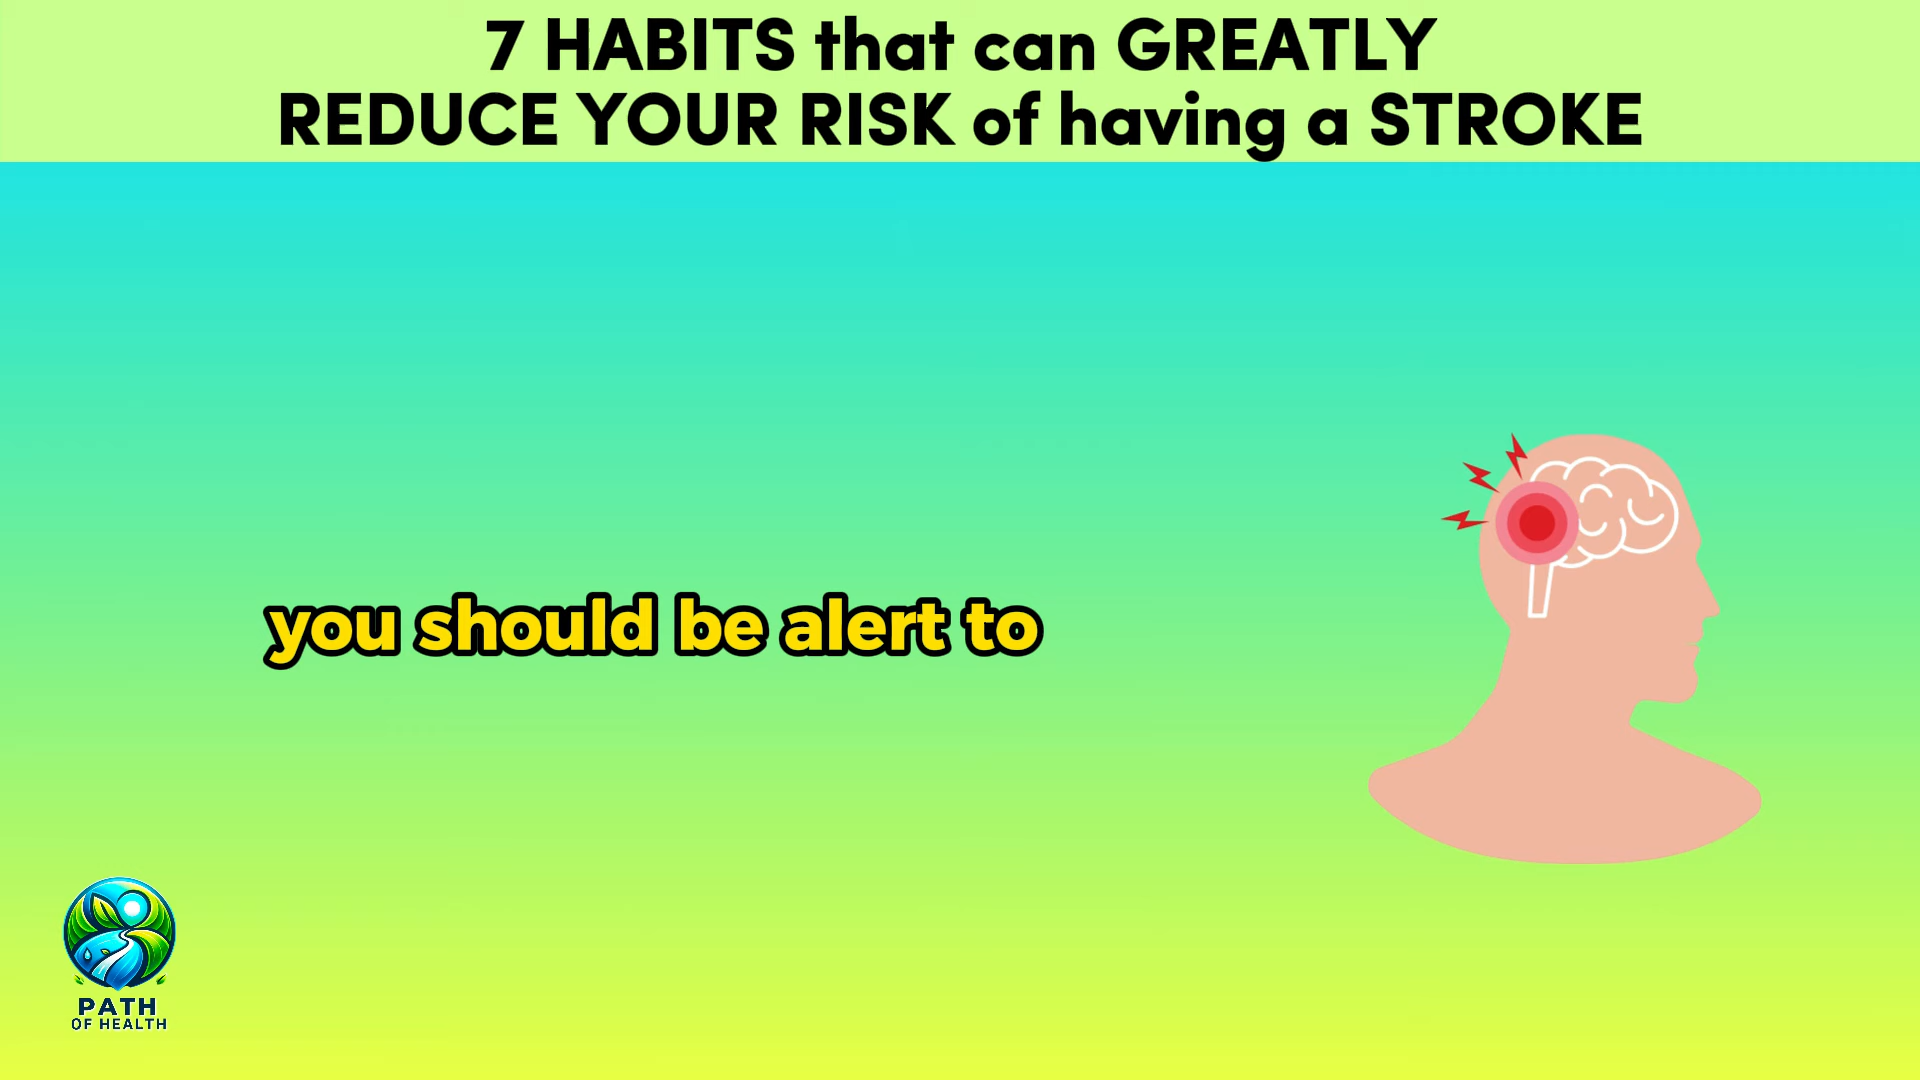 7 HABITS that can GREATLY
REDUCE YOUR RISK of having a STROKE
you should be alert to
PATH
OF HEALTH